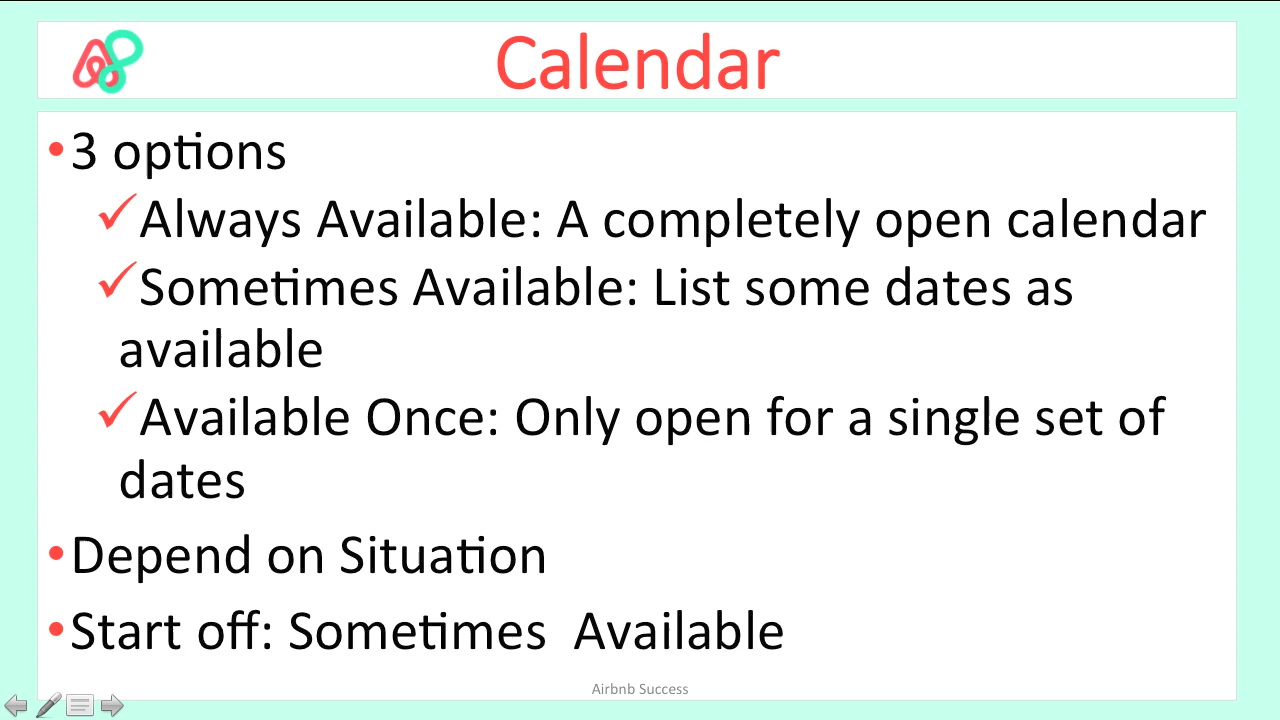 Calendar
•3 options
✓Always Available: A completely open calendar
✓Sometimes Available: List some dates as
available
✓Available Once: Only open for a single set of
dates
•Depend on Situation
•Start off: Sometimes  Available
Airbnb Success